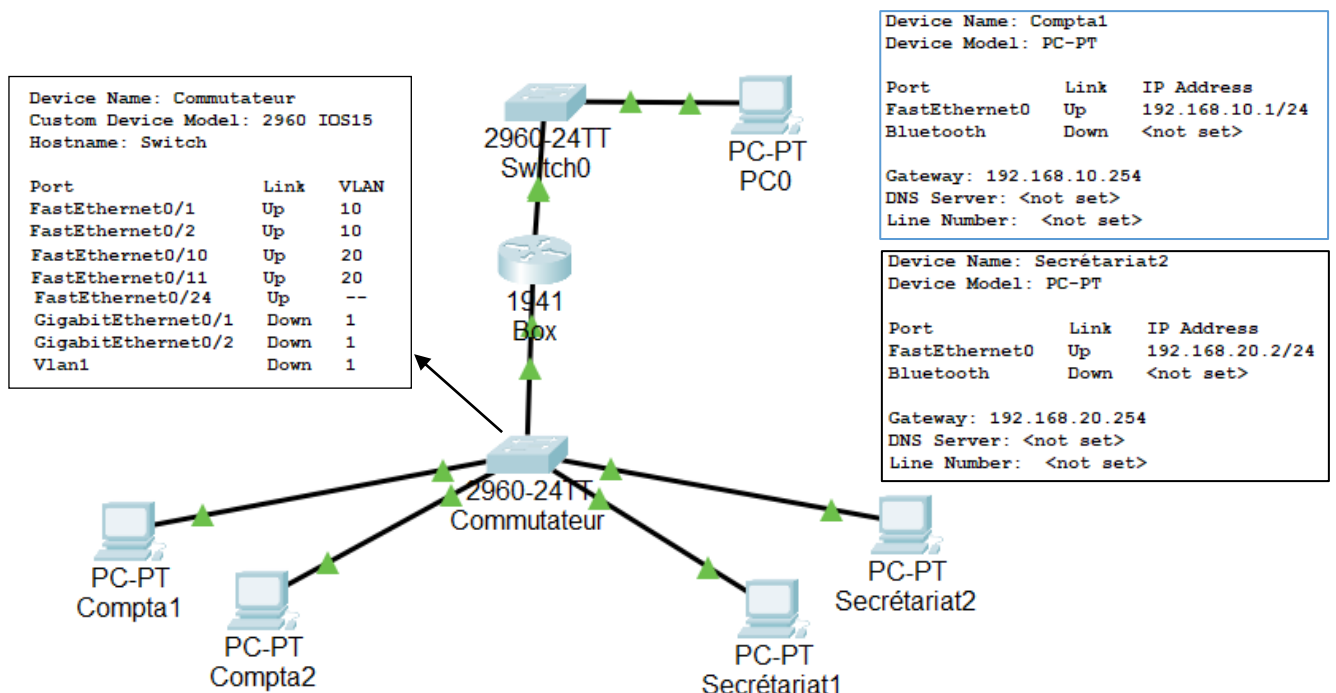 Device Name: Commutateur
Custom Device Model: 2960 IOS15
Hostname: Switch
Port Link VLAN
FastEthernet0/1 Up 10
FastEthernet0/2 Up 10
FastEthernet0/10 Up 20
FastEthernet0/11 Up 20
FastEthernet0/24 Up --
GigabitEthernet0/1 Down 1
GigabitEthernet0/2 Down 1
Vlan1 Down 1
2960-24TT
Switch0
PC-PT
PC0
Device Name: Compta1
Device Model: PC-PT
Port Link IP Address
FastEthernet0 Up 192.168.10.1/24
Bluetooth Down <not set>
Gateway: 192.168.10.254
DNS Server: <not set>
Line Number: <not set>
Device Name: Secrétariat2
Device Model: PC-PT
Port Link IP Address
FastEthernet0 Up 192.168.20.2/24
Bluetooth Down <not set>
Gateway: 192.168.20.254
DNS Server: <not set>
Line Number: <not set>
1941
Box
2960-24TT
Commutateur
PC-PT
Compta1
PC-PT
Compta2
PC-PT
Secrétariat1
PC-PT
Secrétariat2